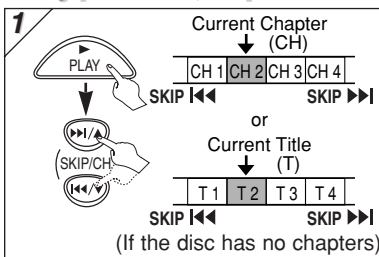 1
PLAY
SKIP/CH
Current Chapter
(CH)
CH 1 CH 2 CH 3 CH 4
SKIP SKIP
or
Current Title
(T)
T 1 T 2 T 3 T 4
SKIP SKIP
(If the disc has no chapters)